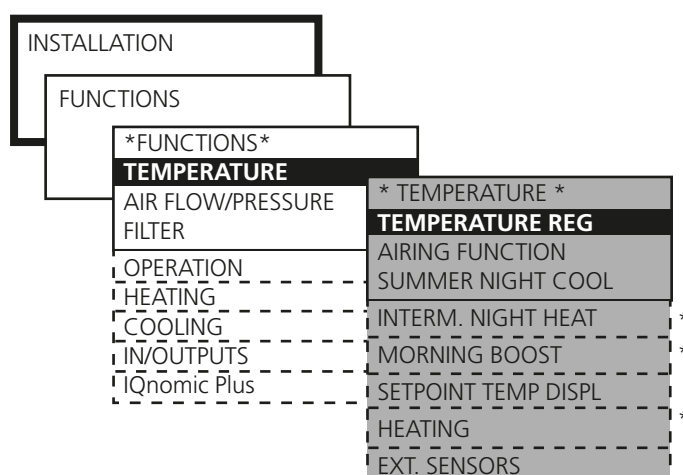 INSTALLATION
FUNCTIONS
*FUNCTIONS*
TEMPERATURE
AIR FLOW/PRESSURE
FILTER
OPERATION
HEATING
COOLING
IN/OUTPUTS
IQnomic Plus
* TEMPERATURE *
TEMPERATURE REG
AIRING FUNCTION
SUMMER NIGHT COOL
INTERM. NIGHT HEAT *
MORNING BOOST *
SETPOINT TEMP DISPL
HEATING *
EXT. SENSORS